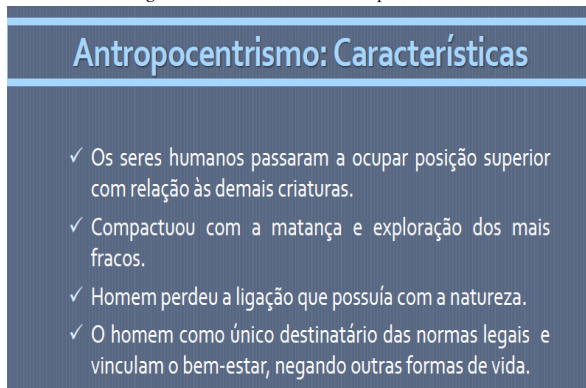 Antropocentrismo: Características
✓ Os seres humanos passaram a ocupar posição superior
com relação às demais criaturas.
✓ Compactuou com a matança e exploração dos mais
fracos.
✓ Homem perdeu a ligação que possuía com a natureza.
✓ O homem como único destinatário das normas legais e
vinculam o bem-estar, negando outras formas de vida.